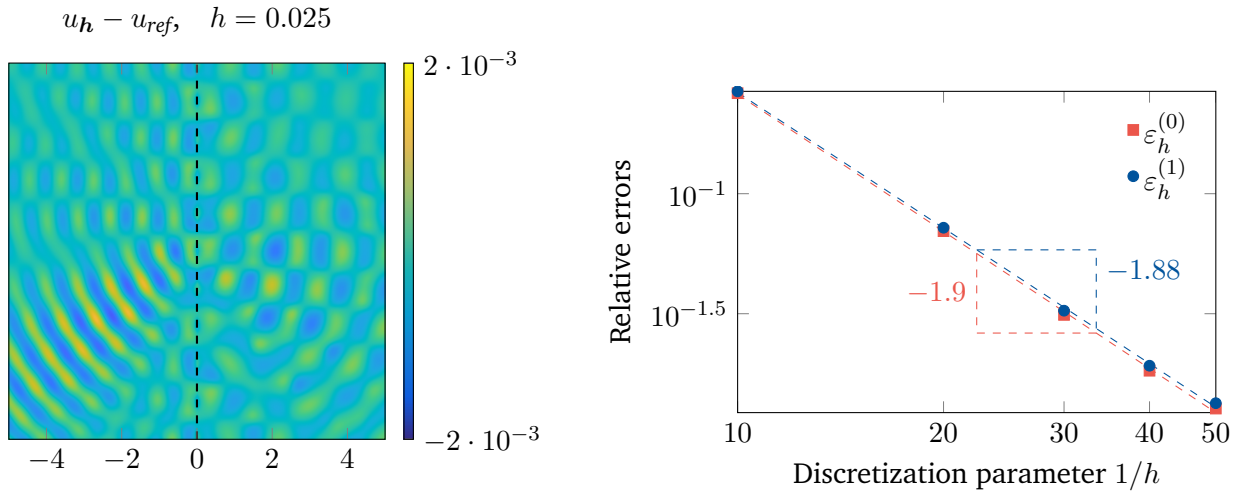 u_h − u_ref, h = 0.025
2 · 10^−3
−2 · 10^−3
−4 −2 0 2 4
Relative errors
10^−1
10^−1.5
ε_h^(0)
ε_h^(1)
−1.88
−1.9
10 20 30 40 50
Discretization parameter 1/h